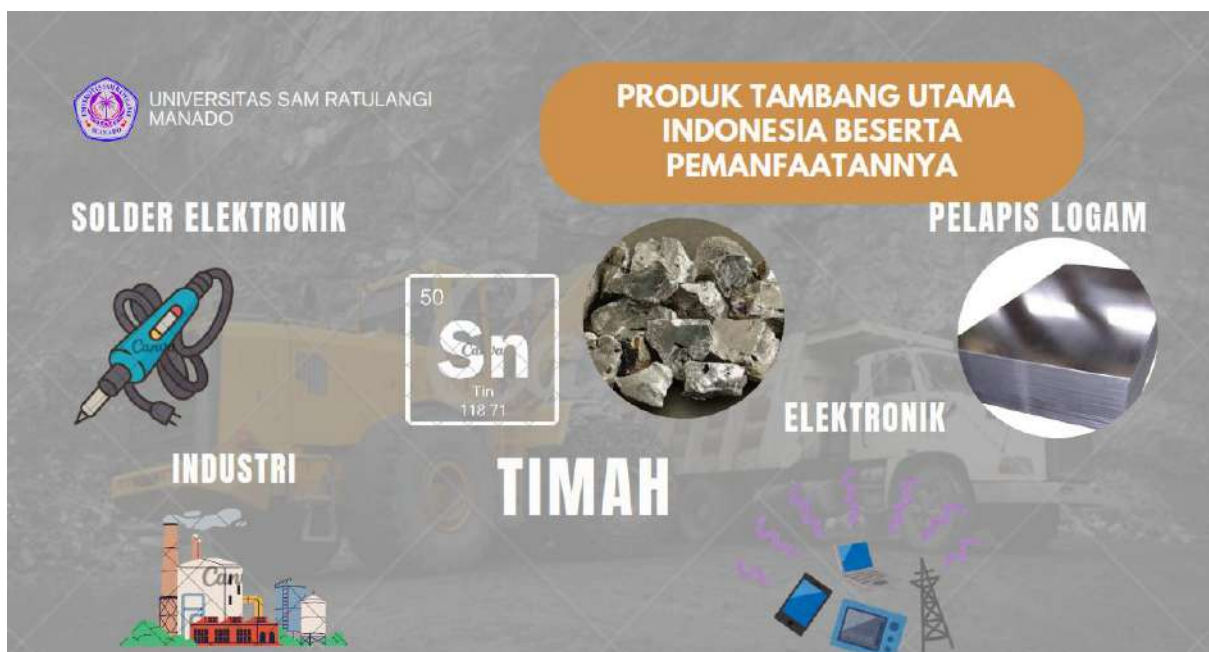 UNIVERSITAS SAM RATULANGI
MANADO
PRODUK TAMBANG UTAMA
INDONESIA BESERTA
PEMANFAATANNYA
SOLDER ELEKTRONIK
PELAPIS LOGAM
50
Sn
Tin
118.71
ELEKTRONIK
INDUSTRI
TIMAH